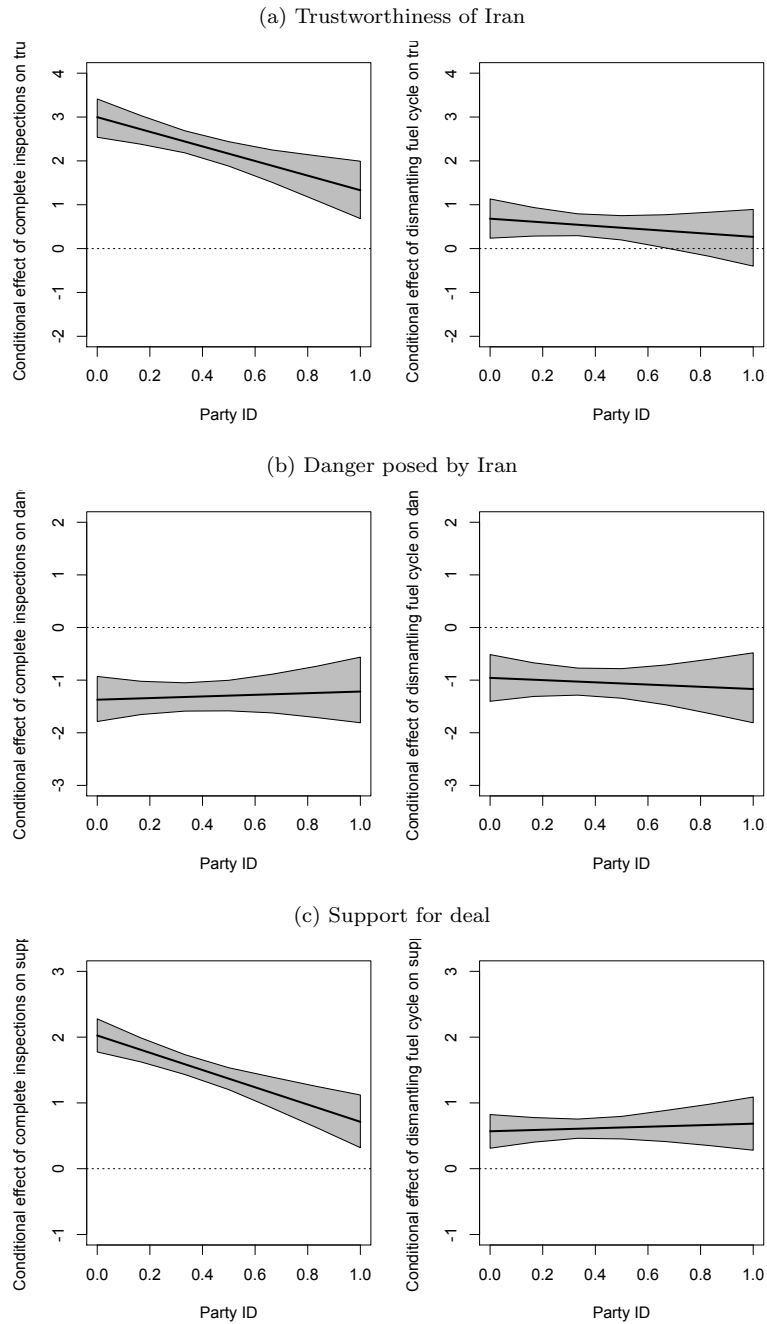 (a) Trustworthiness of Iran
Conditional effect of complete inspections on tru
4
3
2
1
0
-1
-2
0.0 0.2 0.4 0.6 0.8 1.0
Party ID
Conditional effect of dismantling fuel cycle on tru
4
3
2
1
0
-1
-2
0.0 0.2 0.4 0.6 0.8 1.0
Party ID
(b) Danger posed by Iran
Conditional effect of complete inspections on dan
2
1
0
-1
-2
-3
0.0 0.2 0.4 0.6 0.8 1.0
Party ID
Conditional effect of dismantling fuel cycle on dan
2
1
0
-1
-2
-3
0.0 0.2 0.4 0.6 0.8 1.0
Party ID
(c) Support for deal
Conditional effect of complete inspections on supp
3
2
1
0
-1
0.0 0.2 0.4 0.6 0.8 1.0
Party ID
Conditional effect of dismantling fuel cycle on sup
3
2
1
0
-1
0.0 0.2 0.4 0.6 0.8 1.0
Party ID